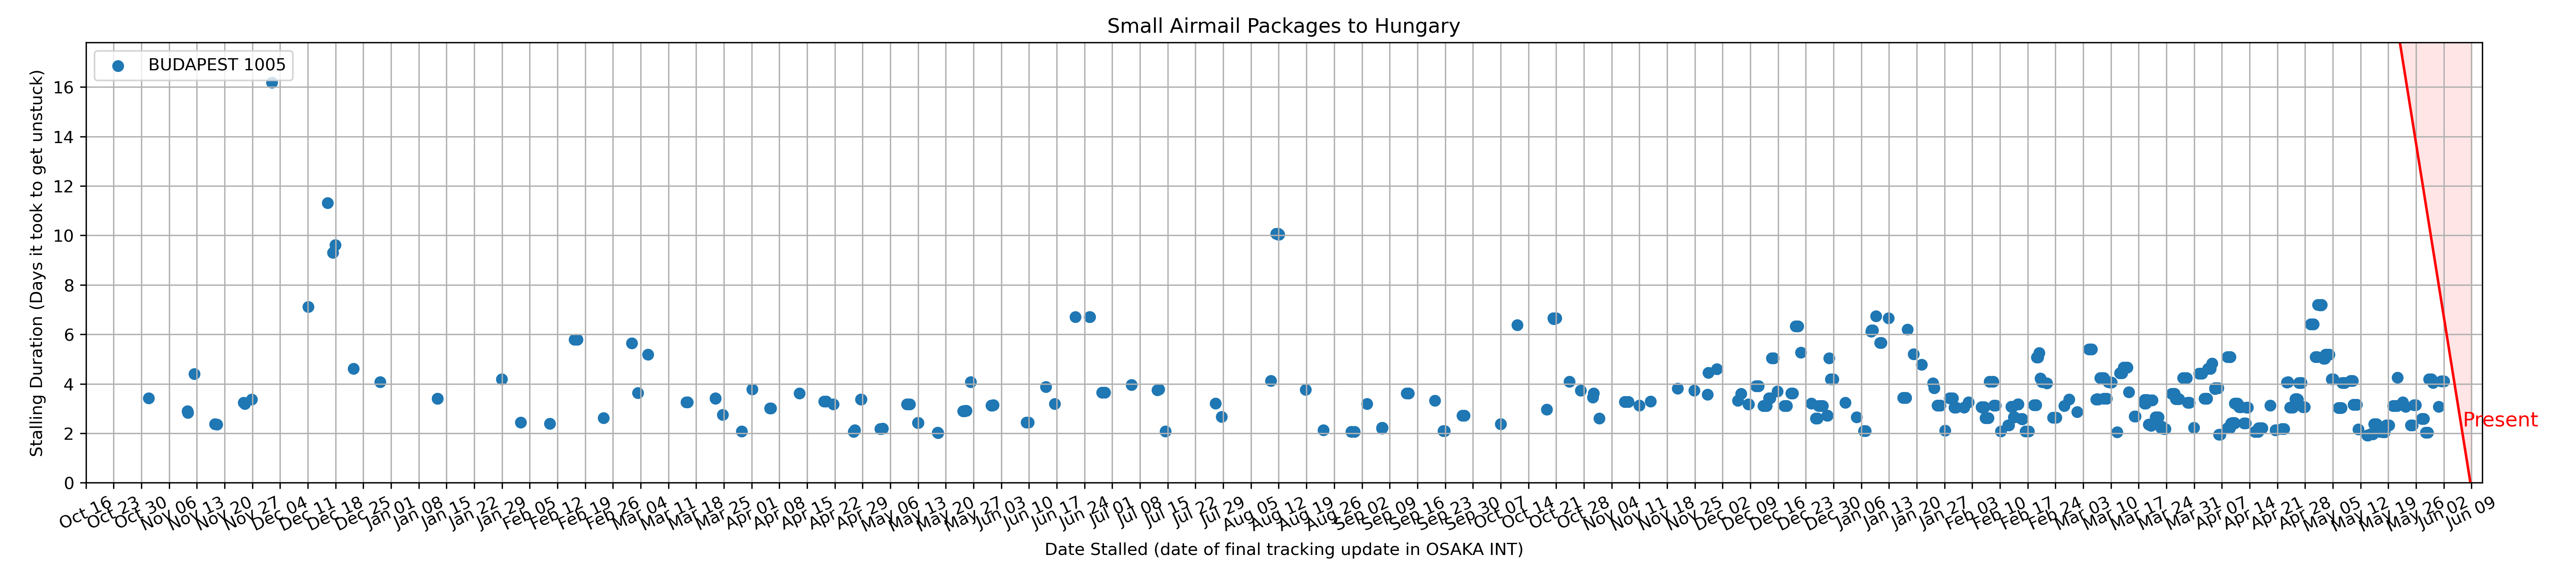 Small Airmail Packages to Hungary
BUDAPEST 1005
Stalling Duration (Days it took to get unstuck)
16
14
12
10
8
6
4
2
0
Present
Oct 16 Oct 23 Oct 30 Nov 06 Nov 13 Nov 20 Nov 27 Dec 04 Dec 11 Dec 18 Dec 25 Jan 01 Jan 08 Jan 15 Jan 22 Jan 29 Feb 05 Feb 12 Feb 19 Feb 26 Mar 04 Mar 11 Mar 18 Mar 25 Apr 01 Apr 08 Apr 15 Apr 22 Apr 29 May 06 May 13 May 20 May 27 Jun 03 Jun 10 Jun 17 Jun 24 Jul 01 Jul 08 Jul 15 Jul 22 Jul 29 Aug 05 Aug 12 Aug 19 Aug 26 Sep 02 Sep 09 Sep 16 Sep 23 Sep 30 Oct 07 Oct 14 Oct 21 Oct 28 Nov 04 Nov 11 Nov 18 Nov 25 Dec 02 Dec 09 Dec 16 Dec 23 Dec 30 Jan 06 Jan 13 Jan 20 Jan 27 Feb 03 Feb 10 Feb 17 Feb 24 Mar 03 Mar 10 Mar 17 Mar 24 Mar 31 Apr 07 Apr 14 Apr 21 Apr 28 May 05 May 12 May 19 May 26 Jun 02 Jun 09
Date Stalled (date of final tracking update in OSAKA INT)